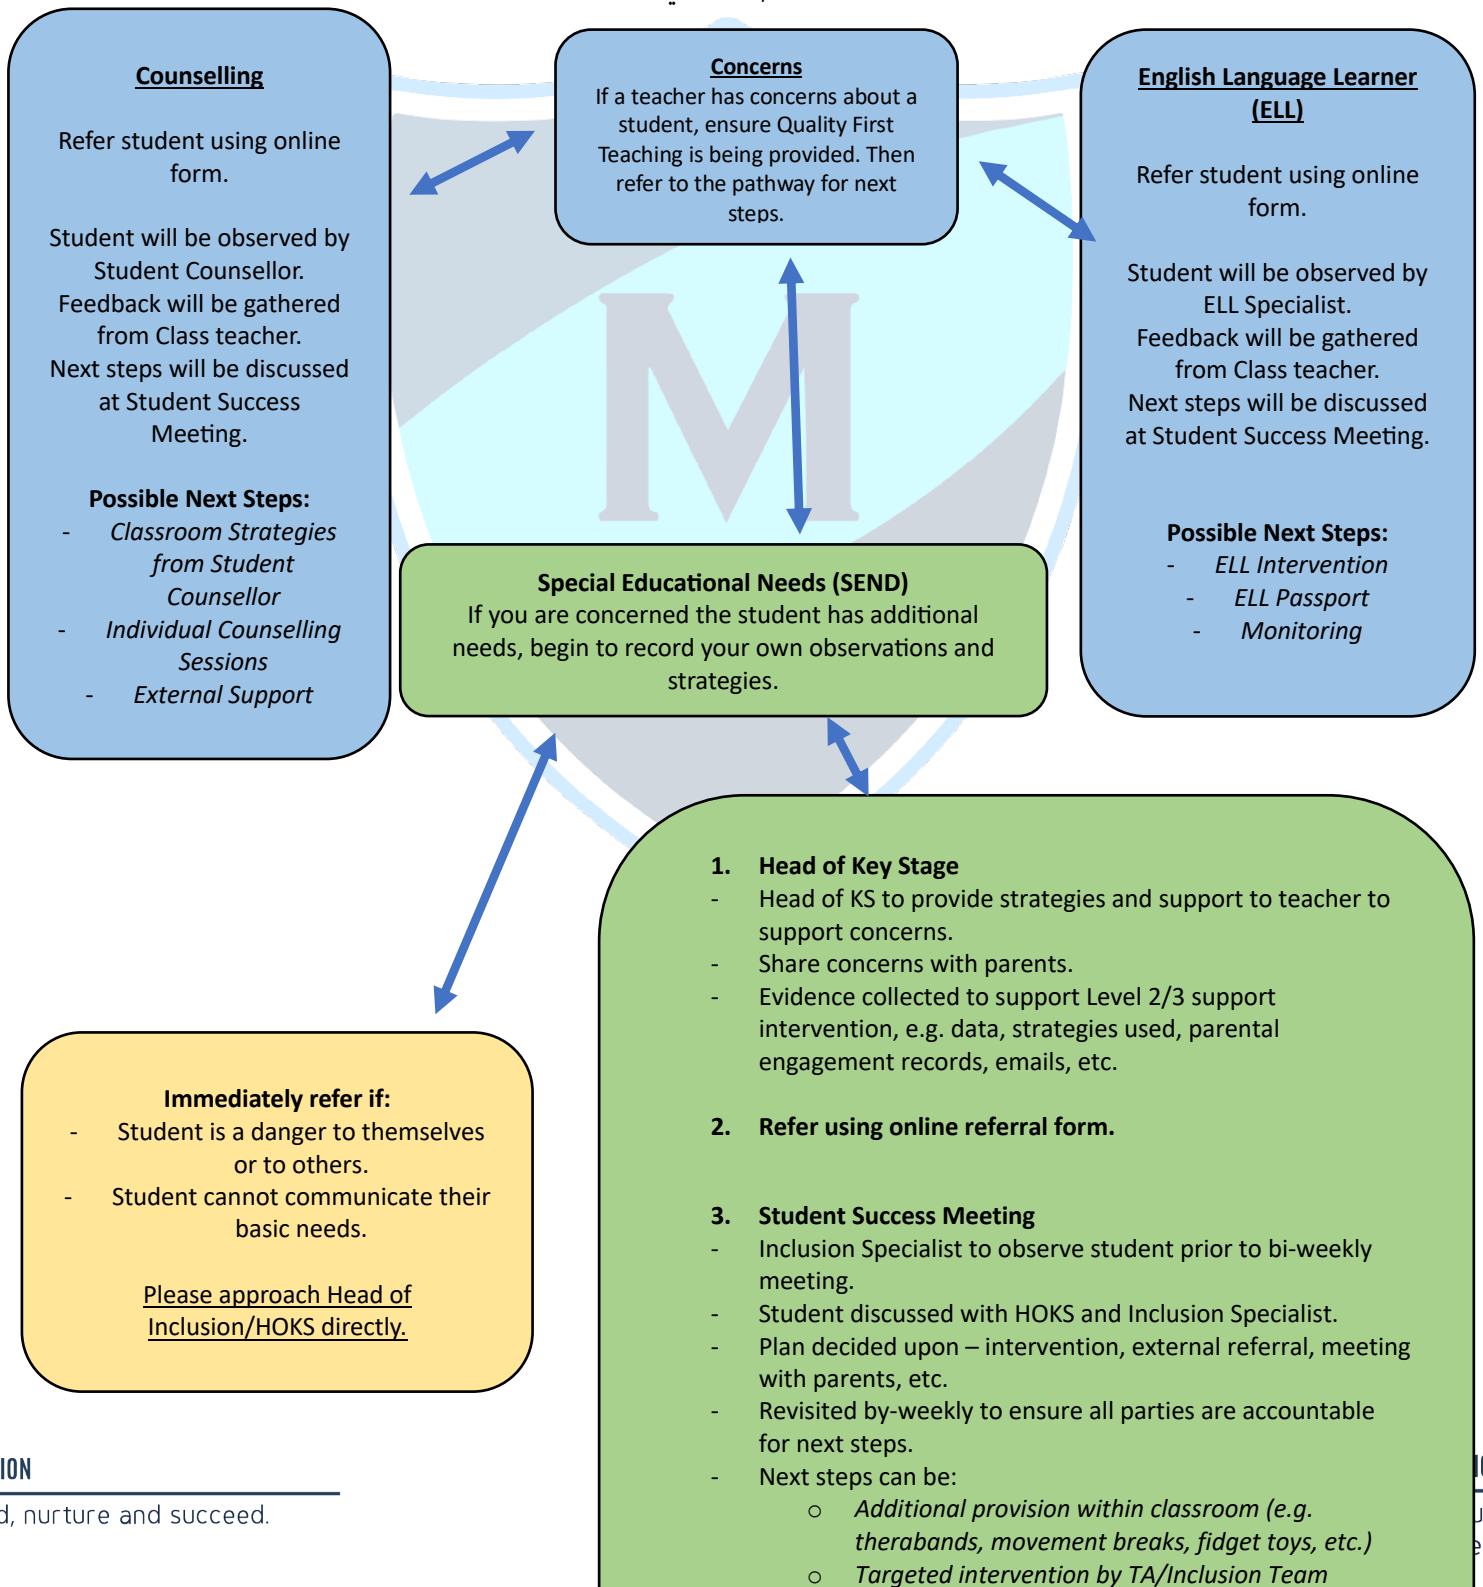 Counselling
Refer student using online
form.
Student will be observed by
Student Counsellor.
Feedback will be gathered
from Class teacher.
Next steps will be discussed
at Student Success
Meeting.
Possible Next Steps:
- Classroom Strategies
from Student
Counsellor
- Individual Counselling
Sessions
- External Support
Concerns
If a teacher has concerns about a
student, ensure Quality First
Teaching is being provided. Then
refer to the pathway for next
steps.
English Language Learner
(ELL)
Refer student using online
form.
Student will be observed by
ELL Specialist.
Feedback will be gathered
from Class teacher.
Next steps will be discussed
at Student Success Meeting.
Possible Next Steps:
- ELL Intervention
- ELL Passport
- Monitoring
M
Special Educational Needs (SEND)
If you are concerned the student has additional
needs, begin to record your own observations and
strategies.
Immediately refer if:
- Student is a danger to themselves
or to others.
- Student cannot communicate their
basic needs.
Please approach Head of
Inclusion/HOKS directly.
1. Head of Key Stage
- Head of KS to provide strategies and support to teacher to
support concerns.
- Share concerns with parents.
- Evidence collected to support Level 2/3 support
intervention, e.g. data, strategies used, parental
engagement records, emails, etc.
2. Refer using online referral form.
3. Student Success Meeting
- Inclusion Specialist to observe student prior to bi-weekly
meeting.
- Student discussed with HOKS and Inclusion Specialist.
- Plan decided upon – intervention, external referral, meeting
with parents, etc.
- Revisited by-weekly to ensure all parties are accountable
for next steps.
- Next steps can be:
o Additional provision within classroom (e.g.
therabands, movement breaks, fidget toys, etc.)
o Targeted intervention by TA/Inclusion Team
ION
d, nurture and succeed.